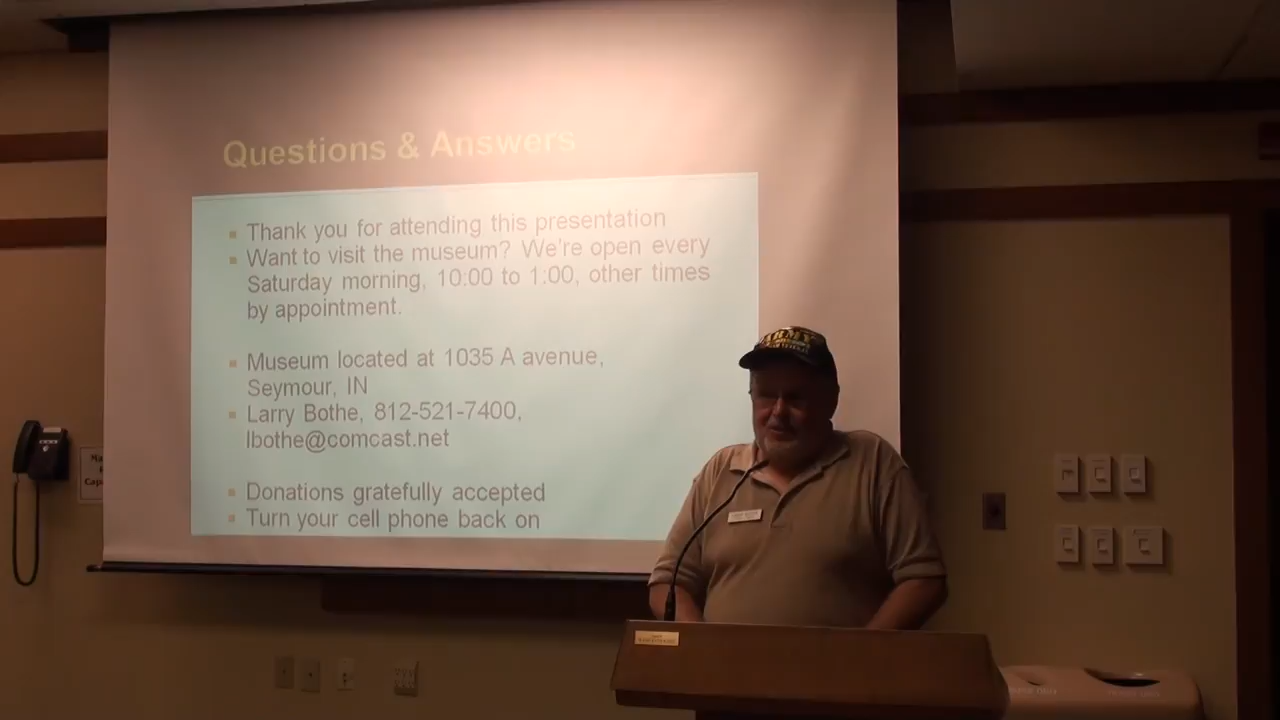 Questions & Answers
Thank you for attending this presentation
Want to visit the museum? We're open every
Saturday morning, 10:00 to 1:00, other times
by appointment.
Museum located at 1035 A avenue,
Seymour, IN
Larry Bothe, 812-521-7400,
lbothe@comcast.net
Donations gratefully accepted
Turn your cell phone back on
ARMY